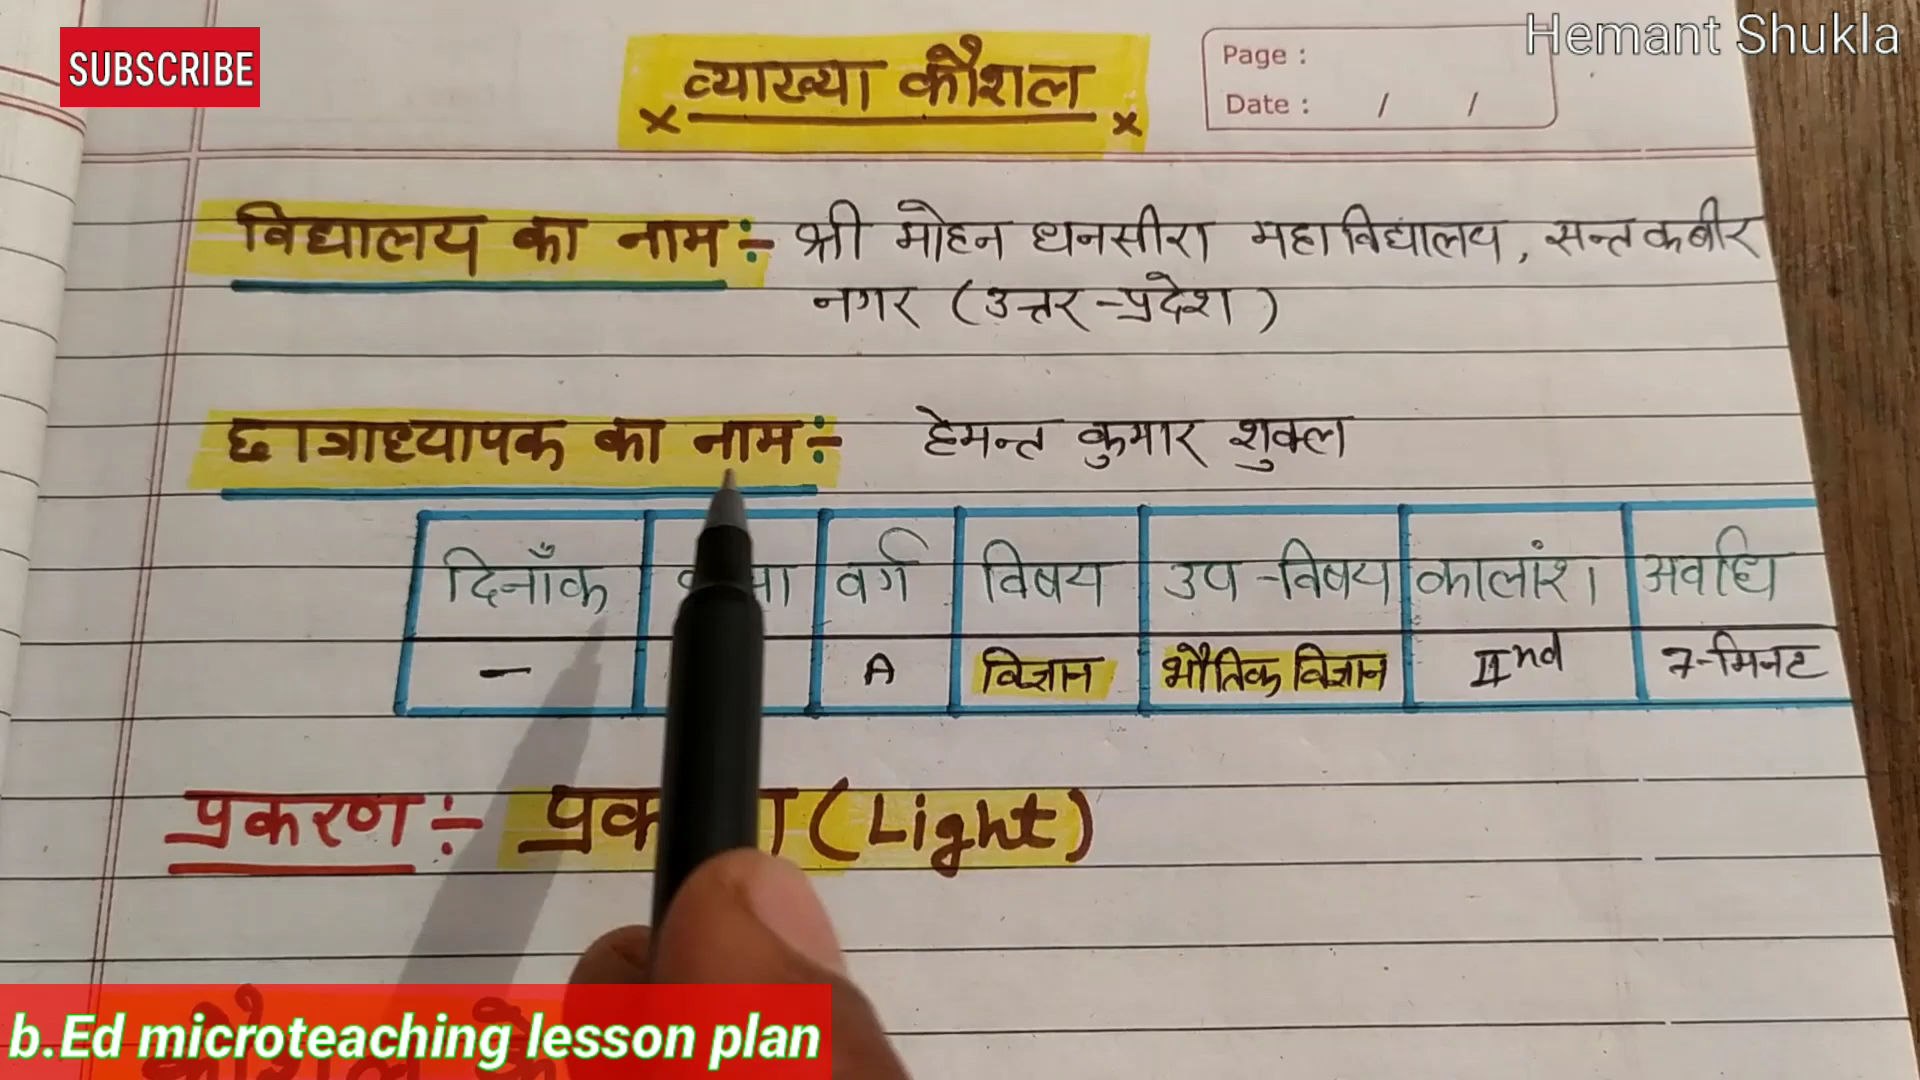 Hemant Shukla
SUBSCRIBE
व्याख्या कौशल
Page :
Date : / /
विद्यालय का नाम :- श्री मोहन धनसीरा महाविद्यालय, सन्तकबीर
नगर (उत्तर-प्रदेश)
छात्राध्यापक का नाम :- हेमन्त कुमार शुक्ल
दिनाँक वर्ग विषय उप-विषय कालांश अवधि
- A विज्ञान भौतिक विज्ञान IInd 7-मिनट
प्रकरण :- (Light)
b.Ed microteaching lesson plan